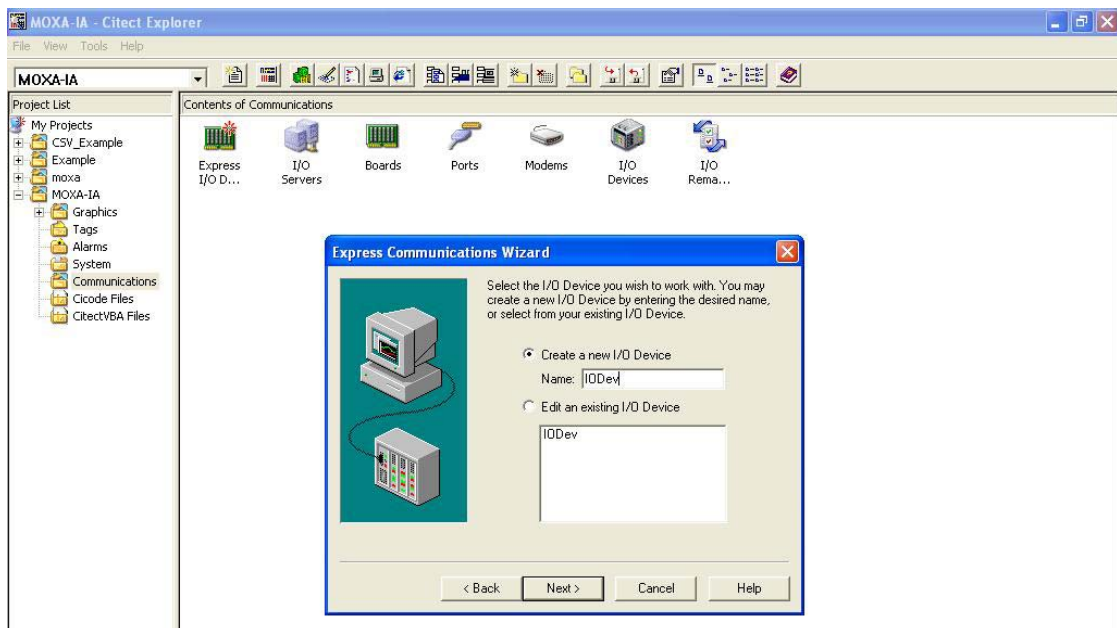 MOXA-IA - Citect Explorer
File View Tools Help
MOXA-IA
Project List
Contents of Communications
My Projects
CSV_Example
Example
moxa
MOXA-IA
Graphics
Tags
Alarms
System
Communications
Cicode Files
CitectVBA Files
Express
I/O D...
I/O
Servers
Boards
Ports
Modems
I/O
Devices
I/O
Rema...
Express Communications Wizard
Select the I/O Device you wish to work with. You may
create a new I/O Device by entering the desired name,
or select from your existing I/O Device.
Create a new I/O Device
Name: IODev
Edit an existing I/O Device
IODev
< Back Next > Cancel Help